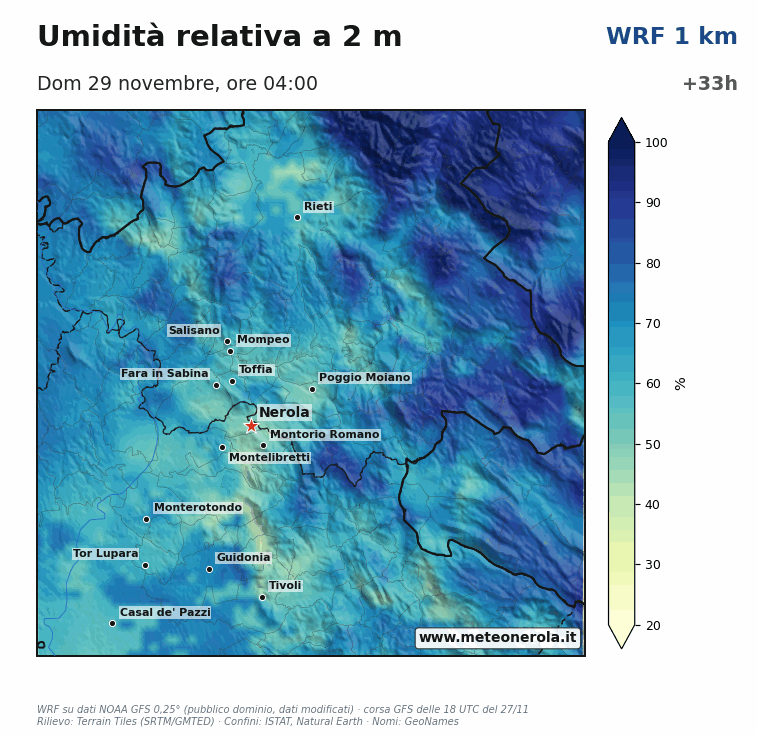 Umidità relativa a 2 m
WRF 1 km
Dom 29 novembre, ore 04:00
+33h
Rieti
Salisano
Mompeo
Toffia
Fara in Sabina
Poggio Moiano
Nerola
Montorio Romano
Montelibretti
Monterotondo
Tor Lupara
Guidonia
Tivoli
Casal de' Pazzi
www.meteonerola.it
100
90
80
70
60
50
40
30
20
%
WRF su dati NOAA GFS 0,25° (pubblico dominio, dati modificati) · corsa GFS delle 18 UTC del 27/11
Rilievo: Terrain Tiles (SRTM/GMTED) · Confini: ISTAT, Natural Earth · Nomi: GeoNames